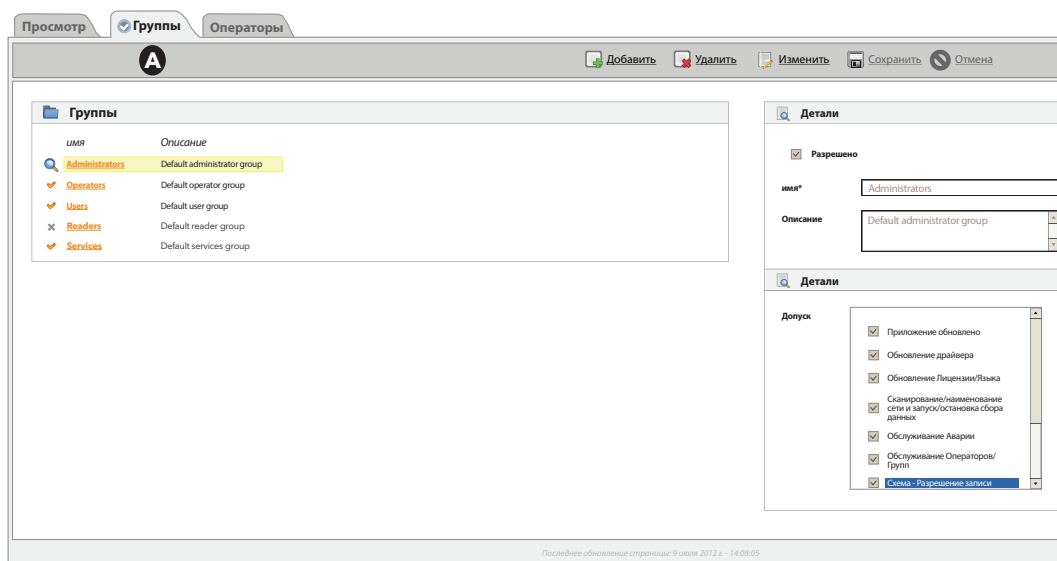 Просмотр Группы Операторы
A Добавить Удалить Изменить Сохранить Отмена
Группы
имя Описание
Administrators Default administrator group
Operators Default operator group
Users Default user group
Readers Default reader group
Services Default services group
Детали
Разрешено
имя* Administrators
Описание Default administrator group
Детали
Допуск
Приложение обновлено
Обновление драйвера
Обновление Лицензии/Языка
Сканирование/наименование
сети и запуск/остановка сбора
данных
Обслуживание Аварии
Обслуживание Операторов/
Групп
Схема - Разрешение записи
Последнее обновление страницы: 9 июля 2012 г. - 14:08:05